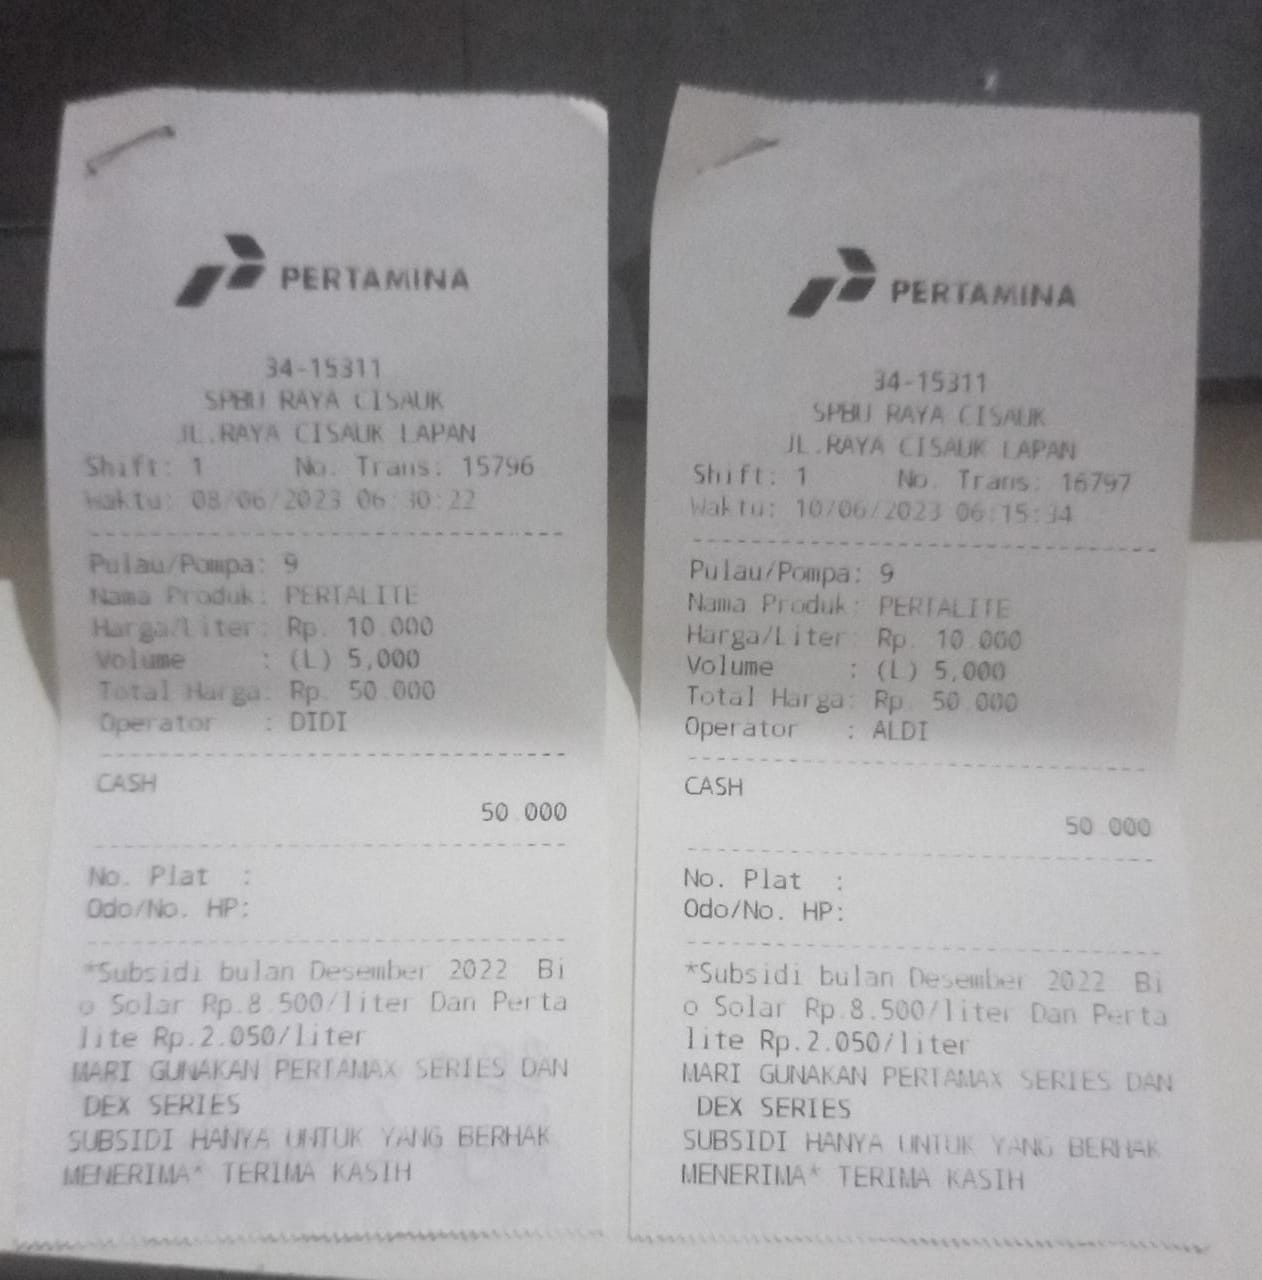 PERTAMINA
34-15311
SPBU RAYA CISAUK
JL.RAYA CISAUK LAPAN
Shift: 1 No. Trans: 15796
Waktu: 08/06/2023 06:30:22
Pulau/Pompa: 9
Nama Produk: PERTALITE
Harga/Liter: Rp. 10.000
Volume : (L) 5,000
Total Harga: Rp. 50.000
Operator : DIDI
CASH
50.000
No. Plat :
Odo/No. HP:
*Subsidi bulan Desember 2022 Bi
o Solar Rp.8.500/liter Dan Perta
lite Rp.2.050/liter
MARI GUNAKAN PERTAMAX SERIES DAN
DEX SERIES
SUBSIDI HANYA UNTUK YANG BERHAK
MENERIMA* TERIMA KASIH
PERTAMINA
34-15311
SPBU RAYA CISAUK
JL.RAYA CISAUK LAPAN
Shift: 1 No. Trans: 16797
Waktu: 10/06/2023 06:15:34
Pulau/Pompa: 9
Nama Produk: PERTALITE
Harga/Liter: Rp. 10.000
Volume : (L) 5,000
Total Harga: Rp. 50.000
Operator : ALDI
CASH
50.000
No. Plat :
Odo/No. HP:
*Subsidi bulan Desember 2022 Bi
o Solar Rp.8.500/liter Dan Perta
lite Rp.2.050/liter
MARI GUNAKAN PERTAMAX SERIES DAN
DEX SERIES
SUBSIDI HANYA UNTUK YANG BERHAK
MENERIMA* TERIMA KASIH